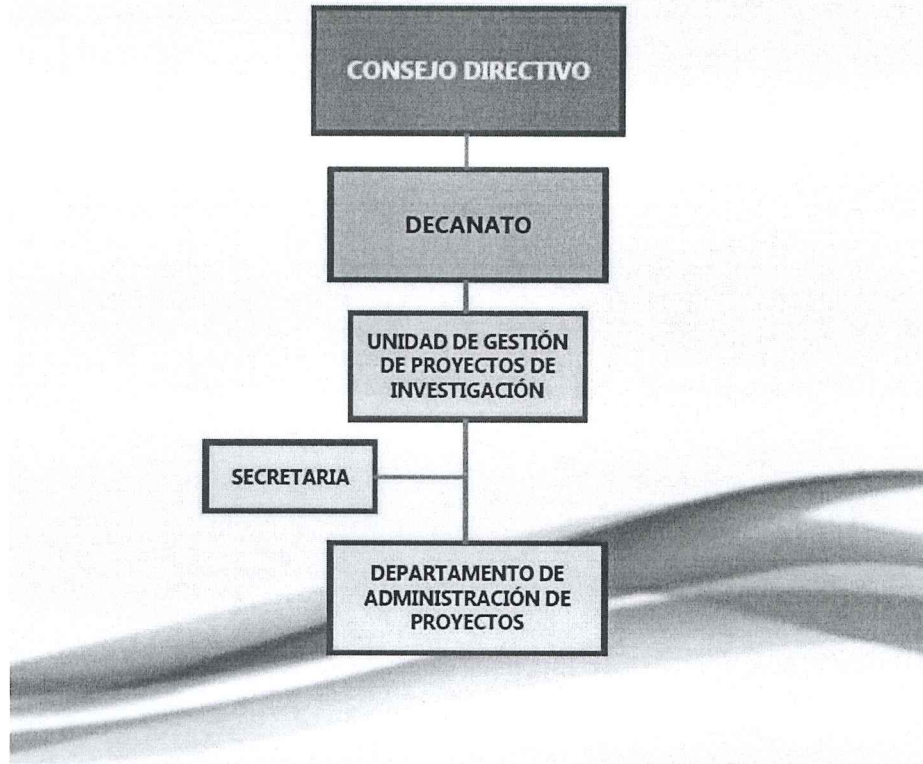 CONSEJO DIRECTIVO
DECANATO
UNIDAD DE GESTIÓN
DE PROYECTOS DE
INVESTIGACIÓN
SECRETARIA
DEPARTAMENTO DE
ADMINISTRACIÓN DE
PROYECTOS